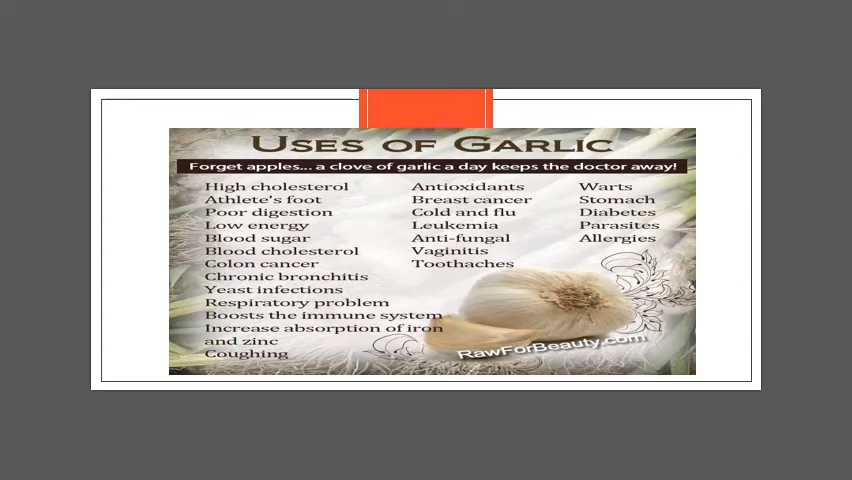 USES OF GARLIC
Forget apples... a clove of garlic a day keeps the doctor away!
High cholesterol
Athlete's foot
Poor digestion
Low energy
Blood sugar
Blood cholesterol
Colon cancer
Chronic bronchitis
Yeast infections
Respiratory problem
Boosts the immune system
Increase absorption of iron
and zinc
Coughing
Antioxidants
Breast cancer
Cold and flu
Leukemia
Anti-fungal
Vaginitis
Toothaches
Warts
Stomach
Diabetes
Parasites
Allergies
RawForBeauty.com